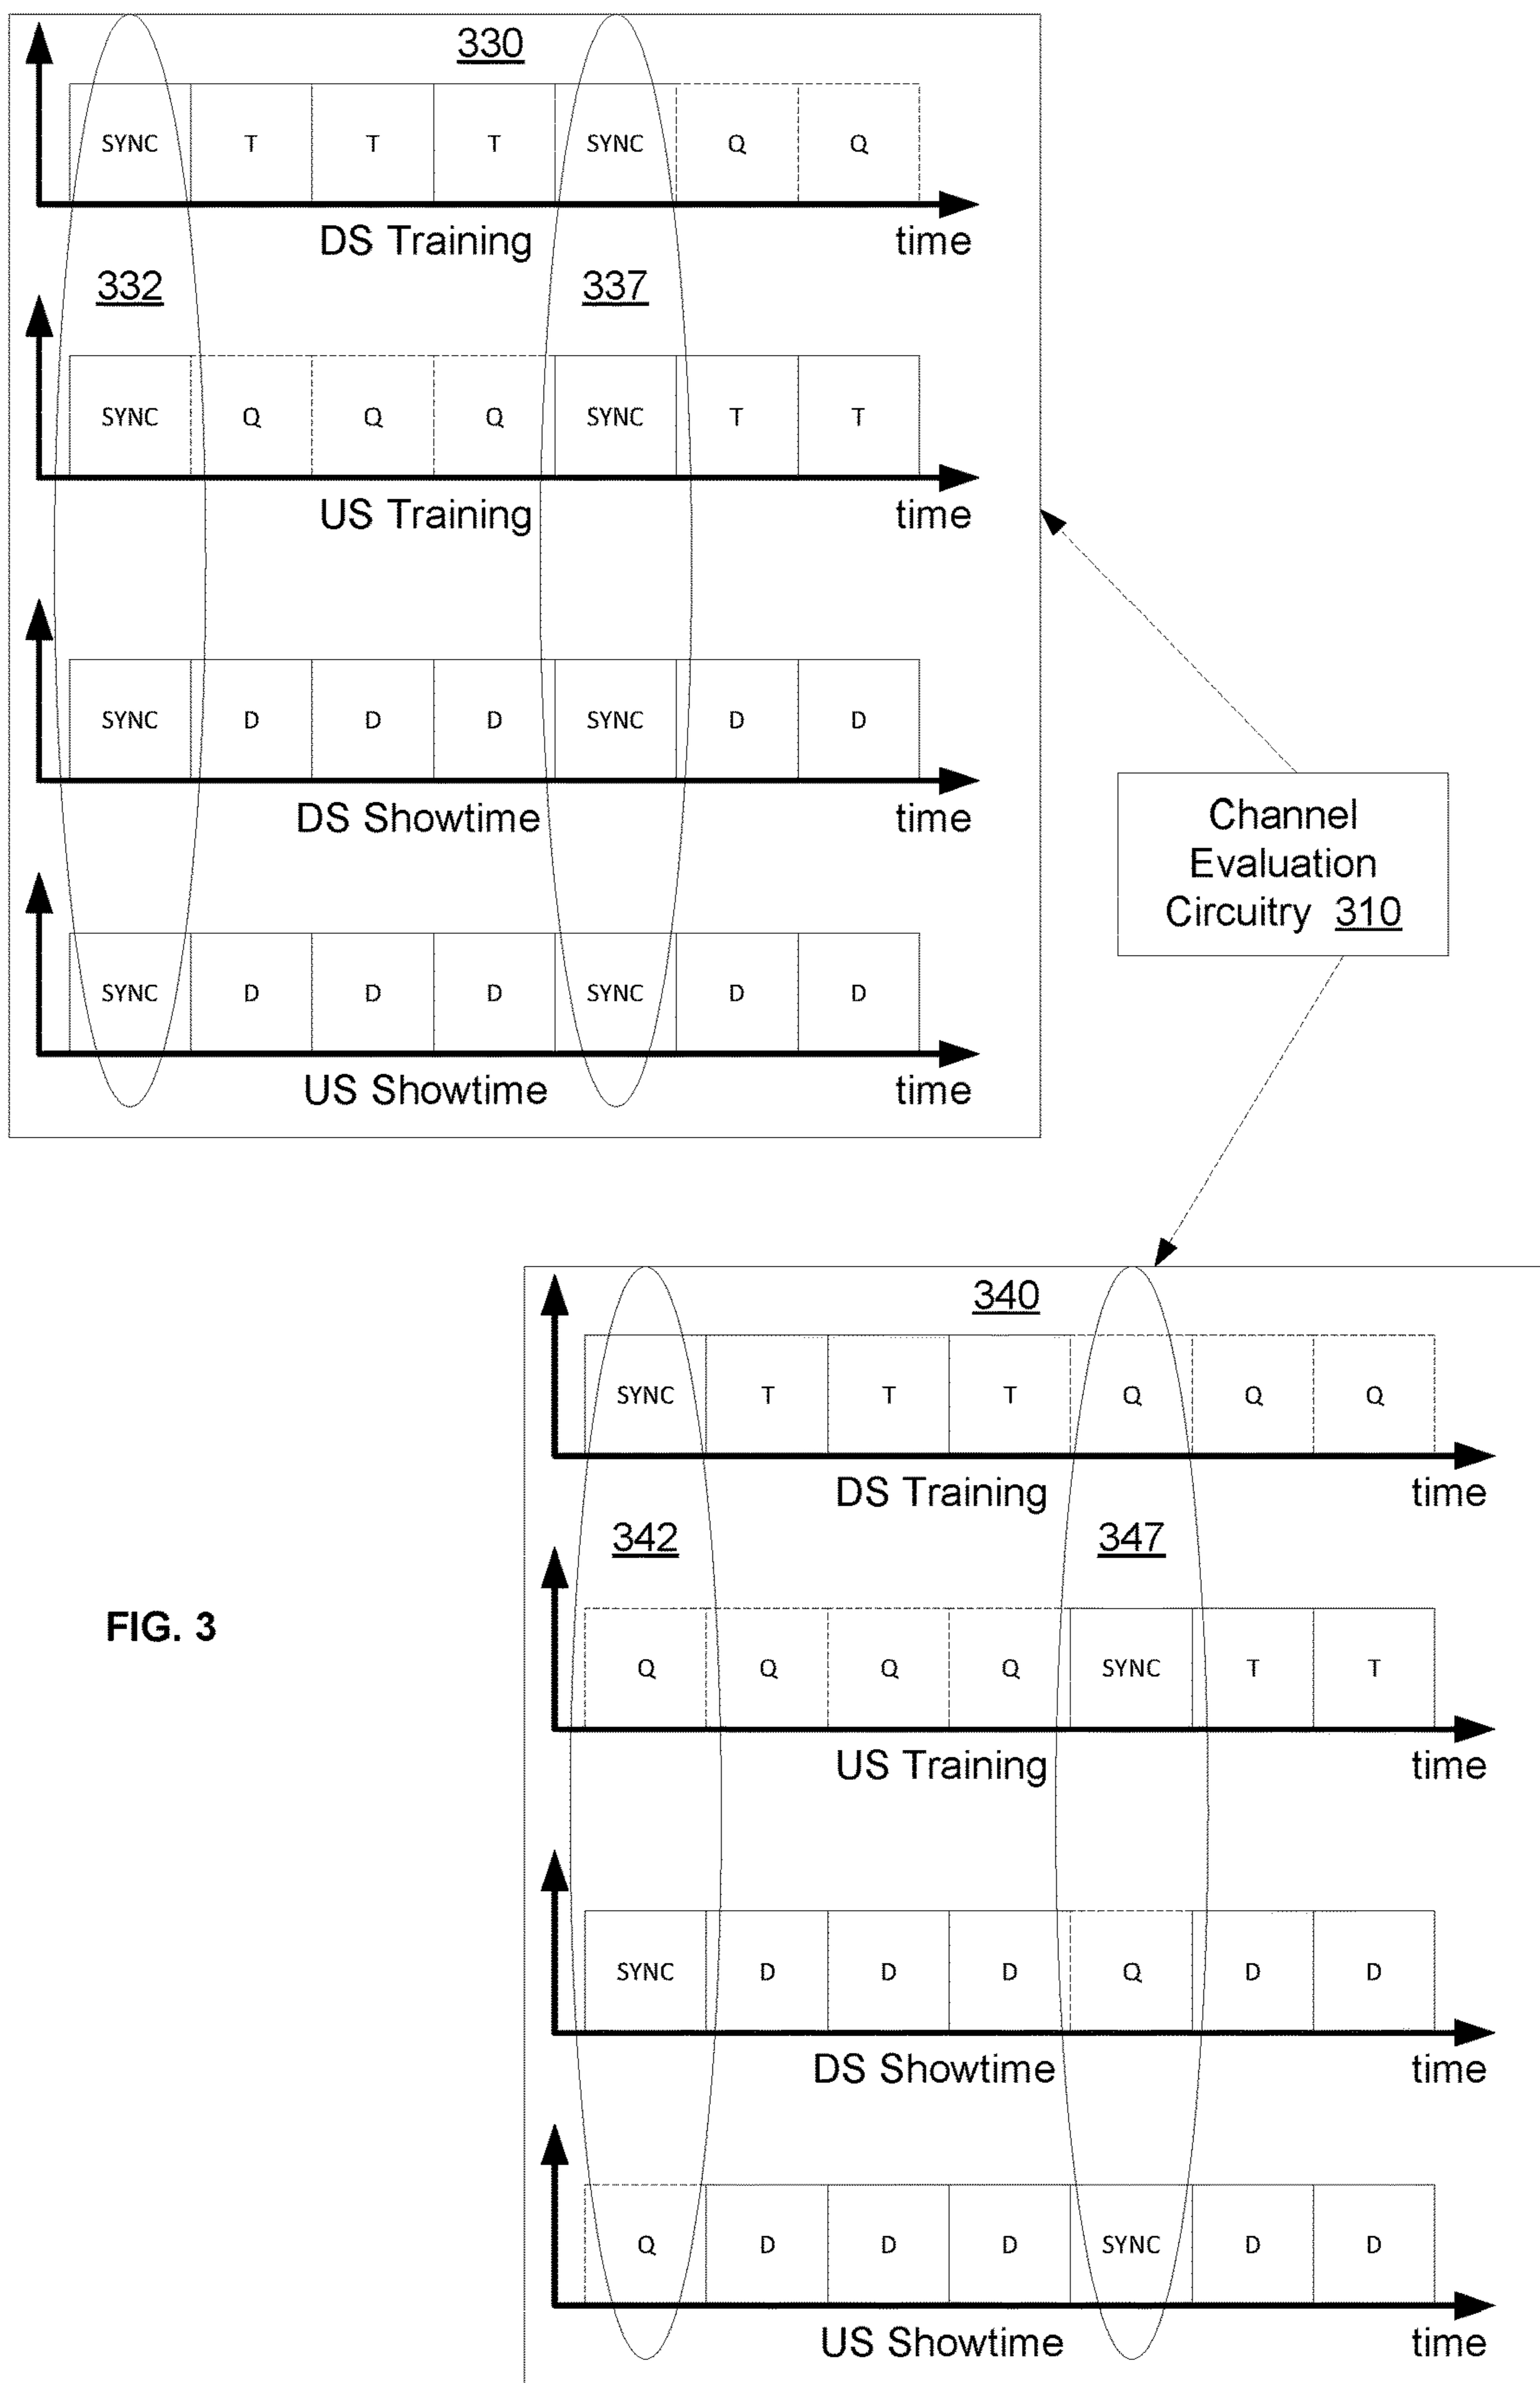 330
SYNC T T T SYNC Q Q
DS Training time
332 337
SYNC Q Q Q SYNC T T
US Training time
SYNC D D D SYNC D D
DS Showtime time
SYNC D D D SYNC D D
US Showtime time
Channel
Evaluation
Circuitry 310
340
SYNC T T T Q Q Q
DS Training time
342 347
Q Q Q Q SYNC T T
US Training time
FIG. 3
SYNC D D D Q D D
DS Showtime time
Q D D D SYNC D D
US Showtime time